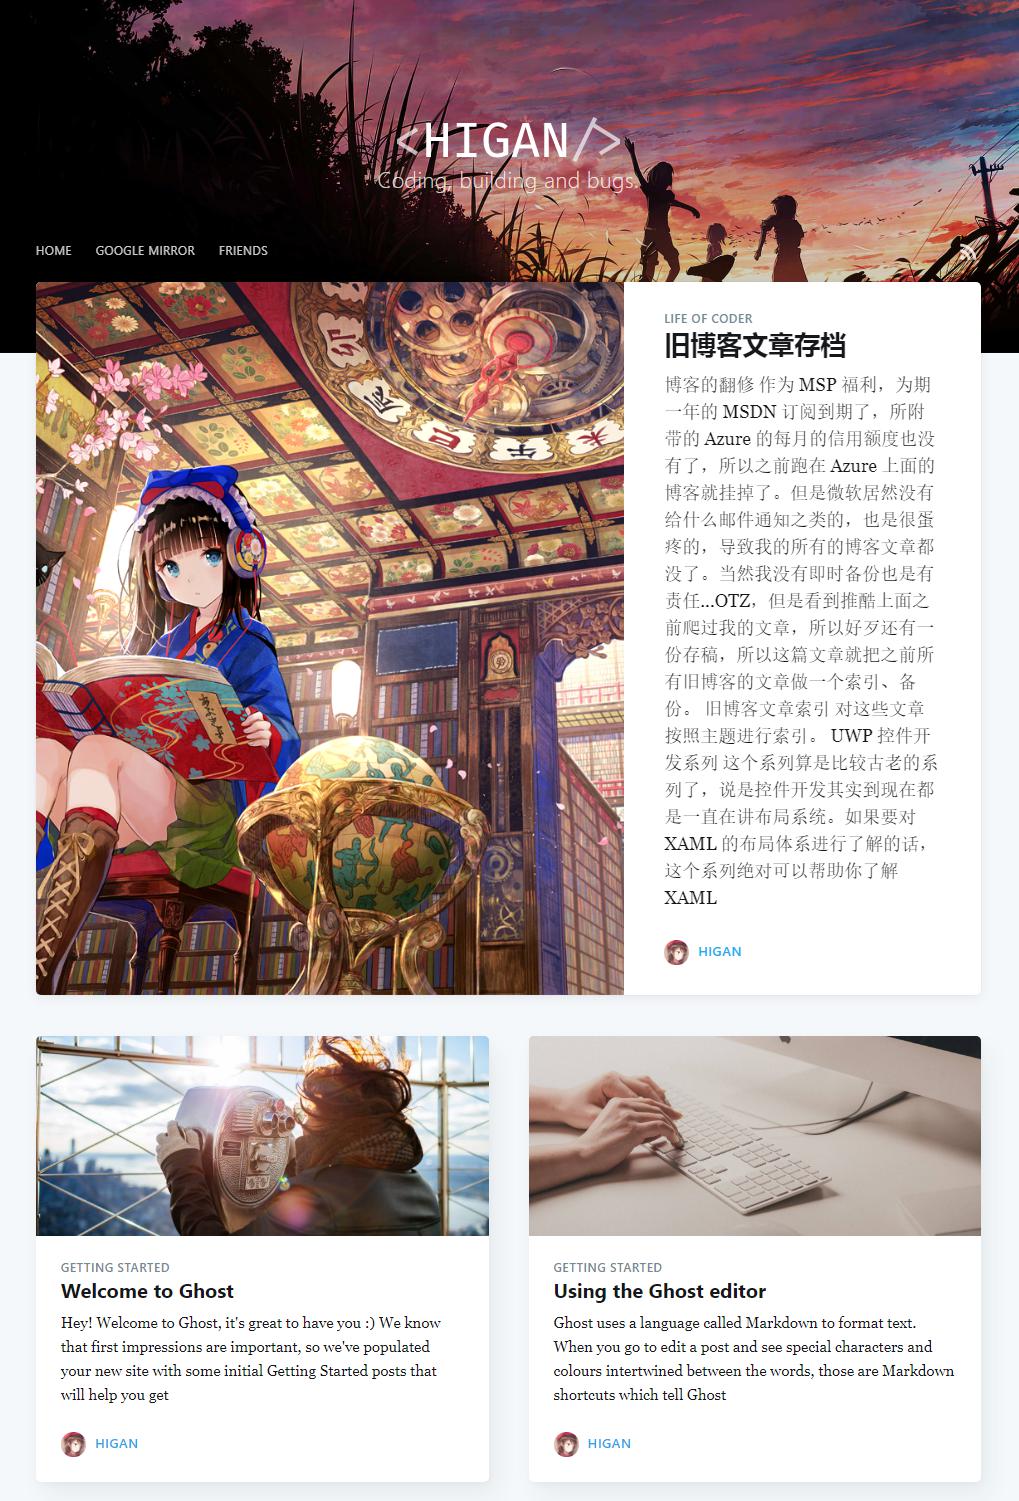 <HIGAN/>
Coding, building and bugs.
HOME GOOGLE MIRROR FRIENDS
LIFE OF CODER
旧博客文章存档
博客的翻修 作为 MSP 福利，为期
一年的 MSDN 订阅到期了，所附
带的 Azure 的每月的信用额度也没
有了，所以之前跑在 Azure 上面的
博客就挂掉了。但是微软居然没有
给什么邮件通知之类的，也是很蛋
疼的，导致我的所有的博客文章都
没了。当然我没有即时备份也是有
责任...OTZ，但是看到推酷上面之
前爬过我的文章，所以好歹还有一
份存稿，所以这篇文章就把之前所
有旧博客的文章做一个索引、备
份。 旧博客文章索引 对这些文章
按照主题进行索引。 UWP 控件开
发系列 这个系列算是比较古老的系
列了，说是控件开发其实到现在都
是一直在讲布局系统。如果要对
XAML 的布局体系进行了解的话，
这个系列绝对可以帮助你了解
XAML
HIGAN
GETTING STARTED
Welcome to Ghost
Hey! Welcome to Ghost, it's great to have you :) We know
that first impressions are important, so we've populated
your new site with some initial Getting Started posts that
will help you get
HIGAN
GETTING STARTED
Using the Ghost editor
Ghost uses a language called Markdown to format text.
When you go to edit a post and see special characters and
colours intertwined between the words, those are Markdown
shortcuts which tell Ghost
HIGAN